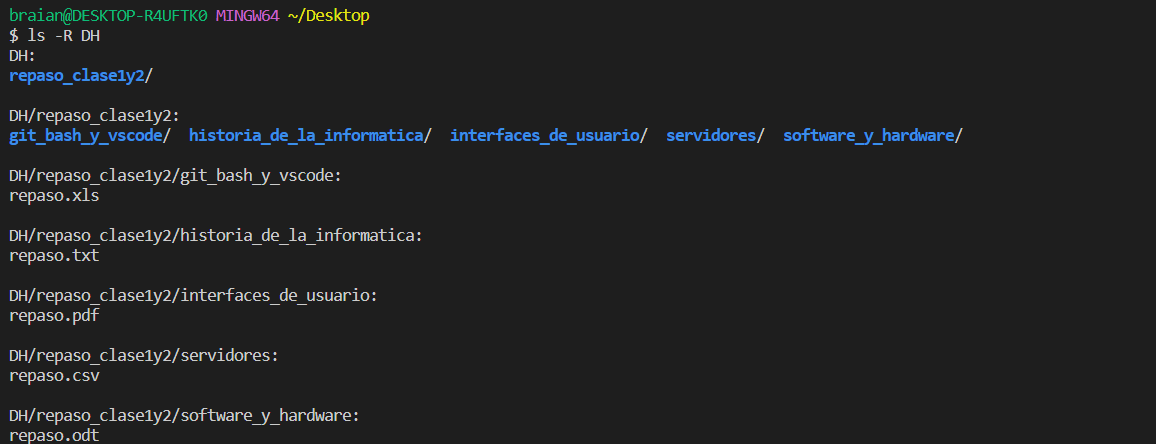 braian@DESKTOP-R4UFTK0 MINGW64 ~/Desktop
$ ls -R DH
DH:
repaso_clase1y2/

DH/repaso_clase1y2:
git_bash_y_vscode/  historia_de_la_informatica/  interfaces_de_usuario/  servidores/  software_y_hardware/

DH/repaso_clase1y2/git_bash_y_vscode:
repaso.xls

DH/repaso_clase1y2/historia_de_la_informatica:
repaso.txt

DH/repaso_clase1y2/interfaces_de_usuario:
repaso.pdf

DH/repaso_clase1y2/servidores:
repaso.csv

DH/repaso_clase1y2/software_y_hardware:
repaso.odt